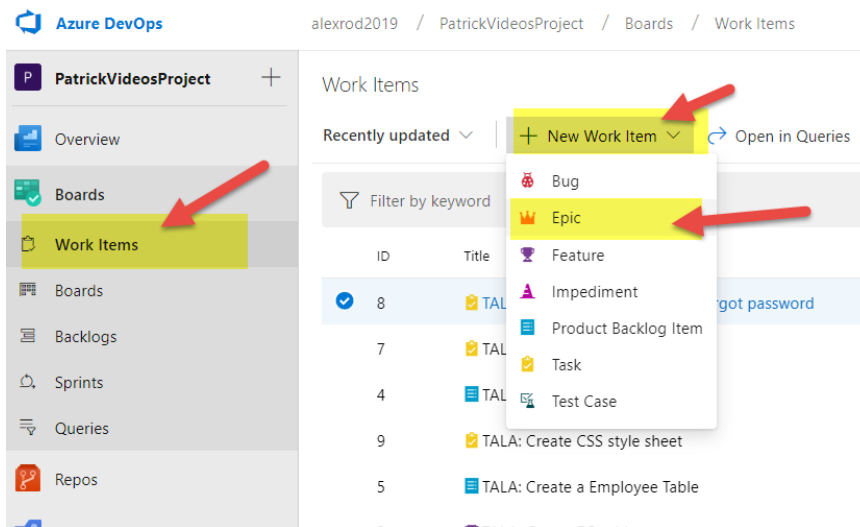 Azure DevOps
alexrod2019 / PatrickVideosProject / Boards / Work Items
P PatrickVideosProject +
Overview
Boards
Work Items
Boards
Backlogs
Sprints
Queries
Repos
Work Items
Recently updated
+ New Work Item
Open in Queries
Filter by keyword
Bug
Epic
Feature
Impediment
Product Backlog Item
Task
Test Case
ID Title
8 TAL got password
7 TAL
4 TAL
9 TALA: Create CSS style sheet
5 TALA: Create a Employee Table